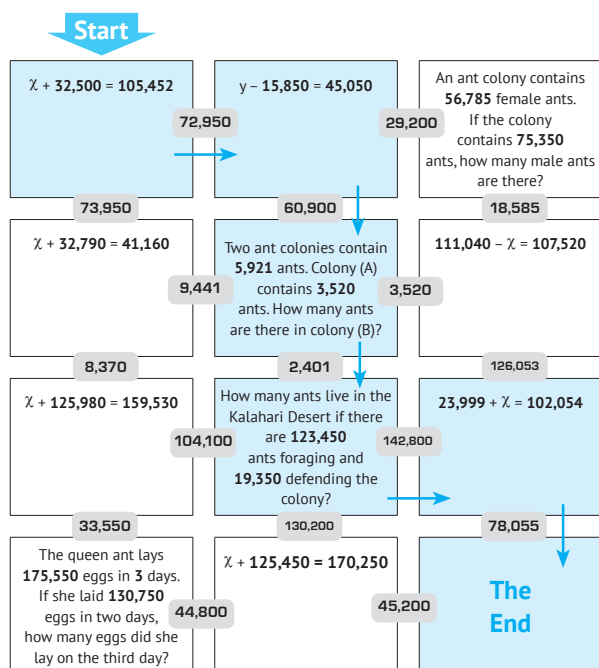 Start
χ + 32,500 = 105,452
72,950
y – 15,850 = 45,050
29,200
An ant colony contains
56,785 female ants.
If the colony
contains 75,350
ants, how many male ants
are there?
73,950
60,900
18,585
χ + 32,790 = 41,160
9,441
Two ant colonies contain
5,921 ants. Colony (A)
contains 3,520
ants. How many ants
are there in colony (B)?
3,520
111,040 – χ = 107,520
8,370
2,401
126,053
χ + 125,980 = 159,530
104,100
How many ants live in the
Kalahari Desert if there
are 123,450
ants foraging and
19,350 defending the
colony?
142,800
23,999 + χ = 102,054
33,550
130,200
78,055
The queen ant lays
175,550 eggs in 3 days.
If she laid 130,750
eggs in two days,
how many eggs did she
lay on the third day?
44,800
χ + 125,450 = 170,250
45,200
The
End